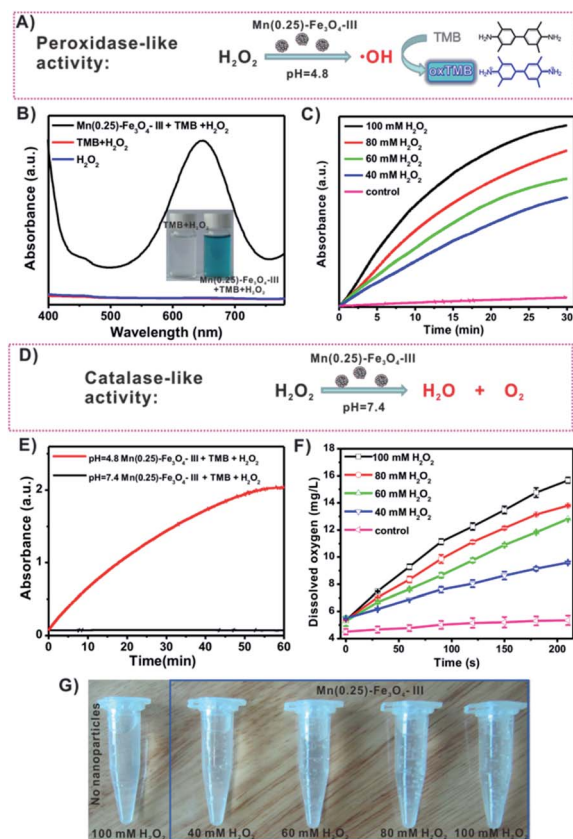 A)
Peroxidase-like
activity:
Mn(0.25)-Fe₃O₄-III
H₂O₂
pH=4.8
·OH
TMB
oxTMB
H₂N
NH₂
B)
Mn(0.25)-Fe₃O₄- III + TMB +H₂O₂
TMB+H₂O₂
H₂O₂
TMB+H₂O₂
Mn(0.25)-Fe₃O₄-III
+TMB+H₂O₂
Absorbance (a.u.)
400 500 600 700
Wavelength (nm)
C)
100 mM H₂O₂
80 mM H₂O₂
60 mM H₂O₂
40 mM H₂O₂
control
Absorbance (a.u.)
0 5 10 15 20 25 30
Time (min)
D)
Catalase-like
activity:
Mn(0.25)-Fe₃O₄-III
H₂O₂
pH=7.4
H₂O + O₂
E)
pH=4.8 Mn(0.25)-Fe₃O₄- III + TMB + H₂O₂
pH=7.4 Mn(0.25)-Fe₃O₄- III + TMB + H₂O₂
Absorbance (a.u.)
2
1
0
0 10 20 30 40 50 60
Time(min)
F)
100 mM H₂O₂
80 mM H₂O₂
60 mM H₂O₂
40 mM H₂O₂
control
Dissolved oxygen (mg/L)
16
14
12
10
8
6
4
0 50 100 150 200
Time (s)
G)
Mn(0.25)-Fe₃O₄-III
No nanoparticles
100 mM H₂O₂
40 mM H₂O₂
60 mM H₂O₂
80 mM H₂O₂
100 mM H₂O₂